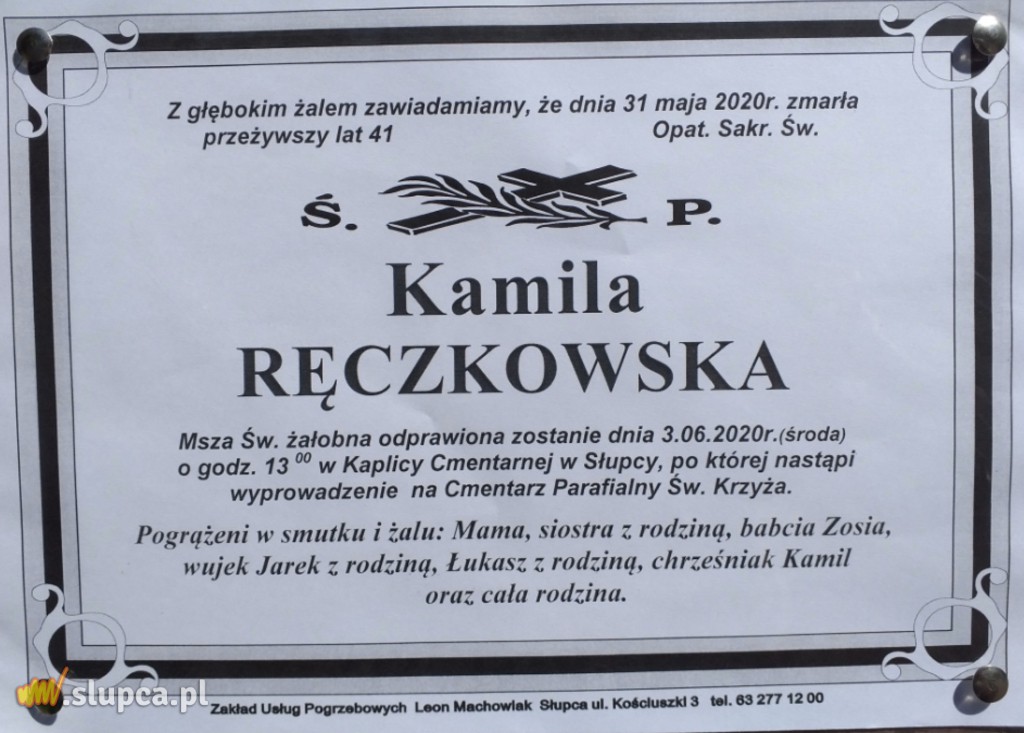 Z głębokim żalem zawiadamiamy, że dnia 31 maja 2020r. zmarła
przeżywszy lat 41 Opat. Sakr. Św.
Ś. P.
Kamila
RĘCZKOWSKA
Msza Św. żałobna odprawiona zostanie dnia 3.06.2020r.(środa)
o godz. 13 00 w Kaplicy Cmentarnej w Słupcy, po której nastąpi
wyprowadzenie na Cmentarz Parafialny Św. Krzyża.
Pogrążeni w smutku i żalu: Mama, siostra z rodziną, babcia Zosia,
wujek Jarek z rodziną, Łukasz z rodziną, chrześniak Kamil
oraz cała rodzina.
.slupca.pl
Zakład Usług Pogrzebowych Leon Machowiak Słupca ul. Kościuszki 3 tel. 63 277 12 00